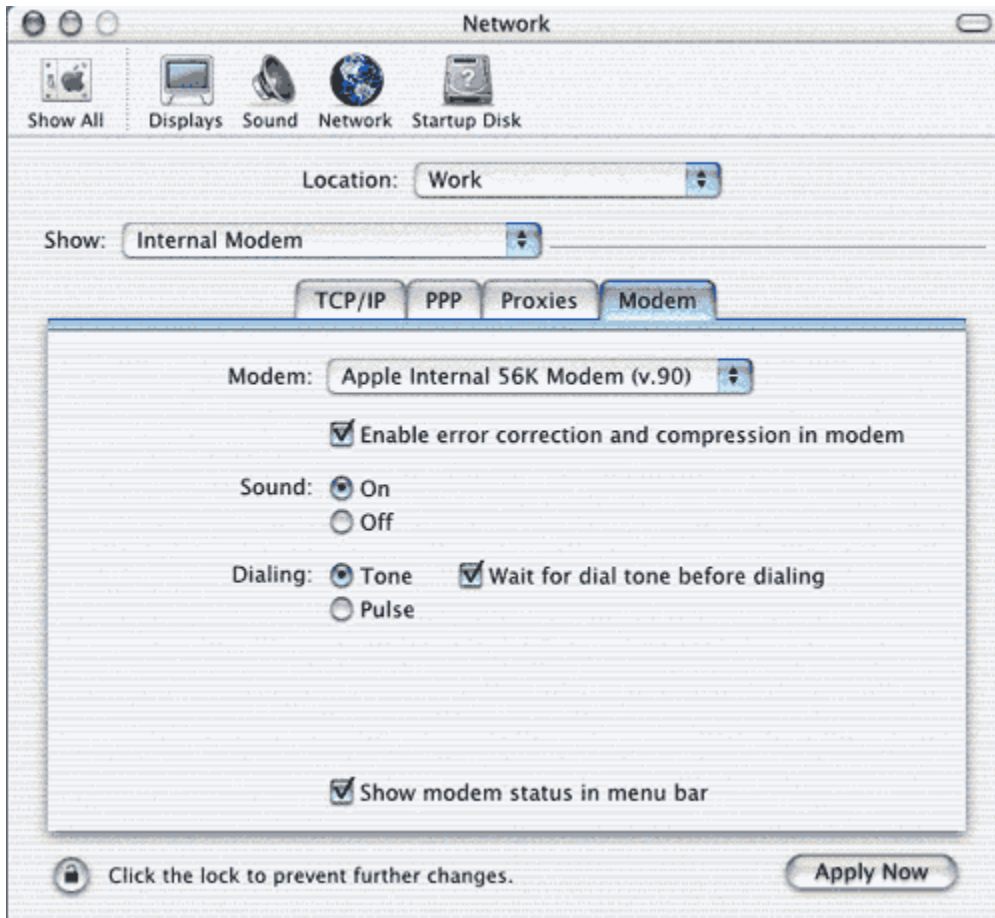 Network
Show All Displays Sound Network Startup Disk
Location: Work
Show: Internal Modem
TCP/IP PPP Proxies Modem
Modem: Apple Internal 56K Modem (v.90)
Enable error correction and compression in modem
Sound: On
Off
Dialing: Tone Wait for dial tone before dialing
Pulse
Show modem status in menu bar
Click the lock to prevent further changes. Apply Now